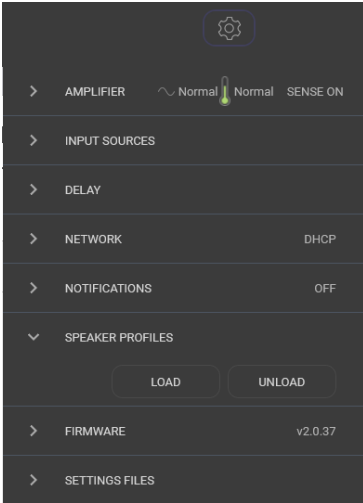 AMPLIFIER Normal Normal SENSE ON
INPUT SOURCES
DELAY
NETWORK DHCP
NOTIFICATIONS OFF
SPEAKER PROFILES
LOAD UNLOAD
FIRMWARE v2.0.37
SETTINGS FILES